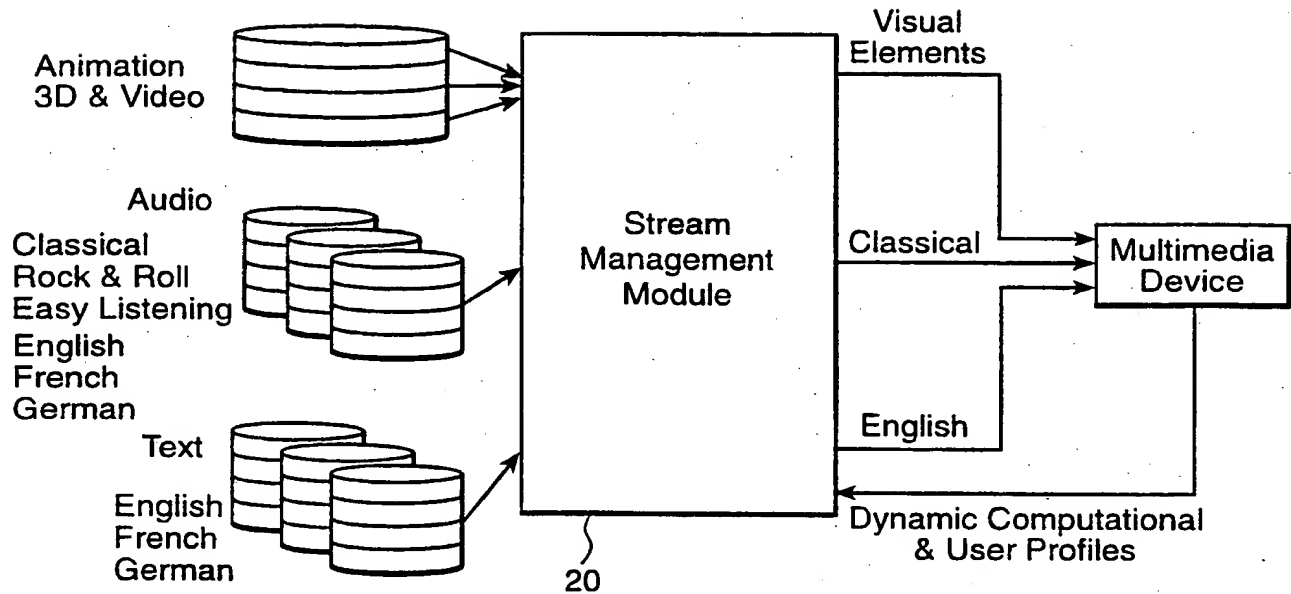 Animation
3D & Video
Audio
Classical
Rock & Roll
Easy Listening
English
French
German
Text
English
French
German
Stream
Management
Module
20
Visual
Elements
Classical
English
Multimedia
Device
Dynamic Computational
& User Profiles